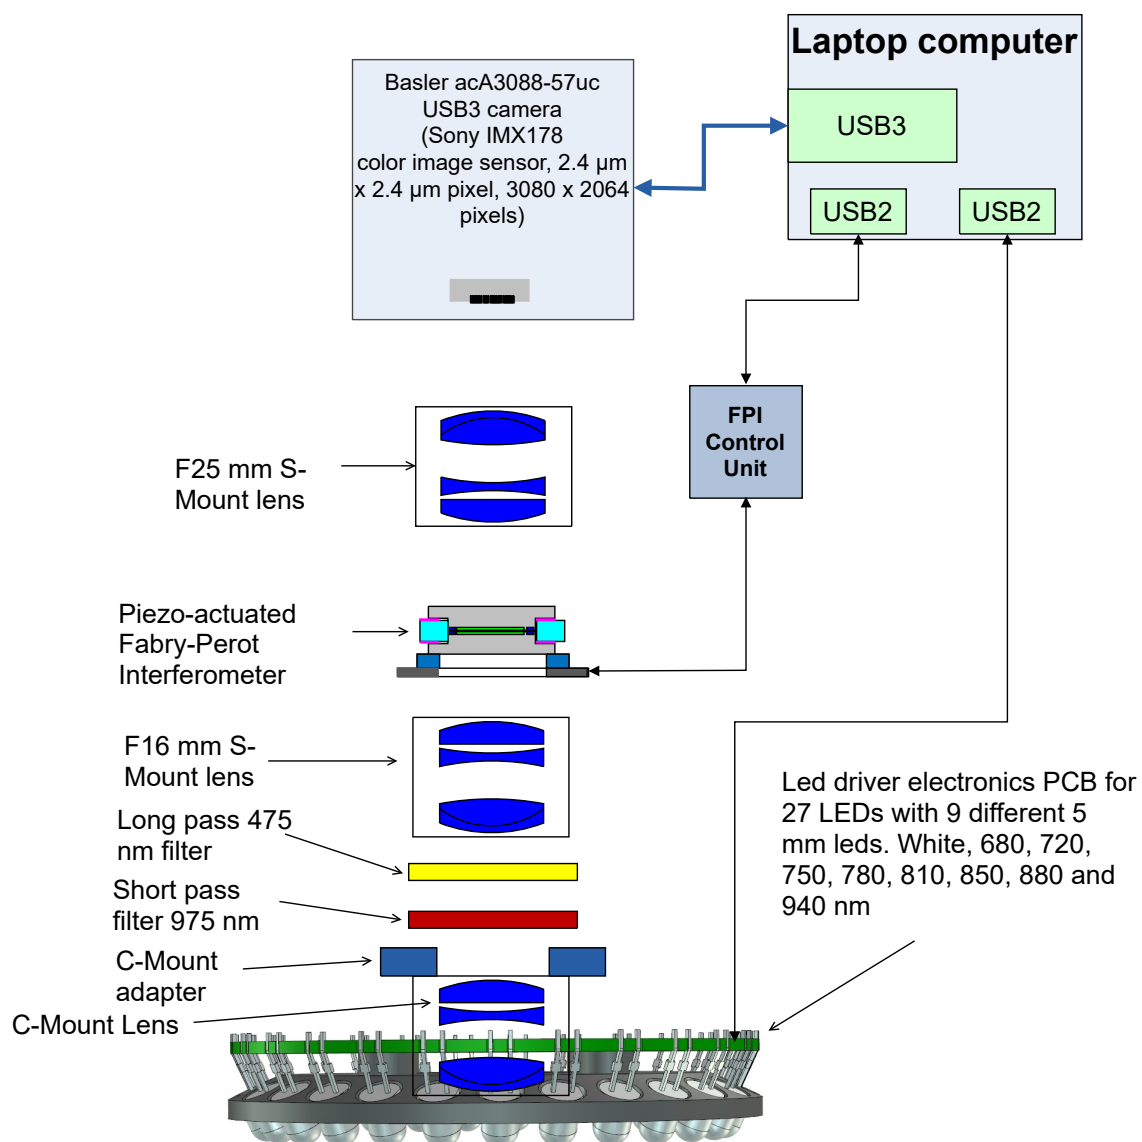 Laptop computer
Basler acA3088-57uc
USB3 camera
(Sony IMX178
color image sensor, 2.4 µm
x 2.4 µm pixel, 3080 x 2064
pixels)
USB3
USB2
USB2
FPI
Control
Unit
F25 mm S-
Mount lens
Piezo-actuated
Fabry-Perot
Interferometer
F16 mm S-
Mount lens
Long pass 475
nm filter
Short pass
filter 975 nm
C-Mount
adapter
C-Mount Lens
Led driver electronics PCB for
27 LEDs with 9 different 5
mm leds. White, 680, 720,
750, 780, 810, 850, 880 and
940 nm